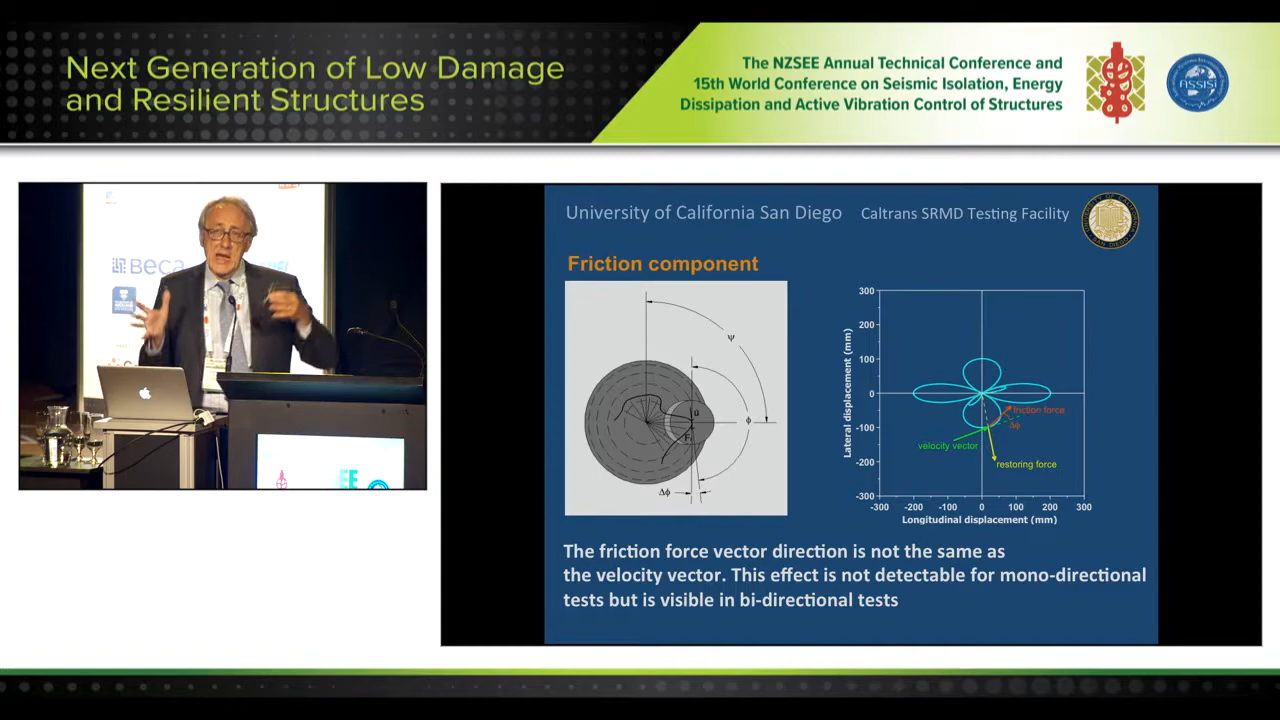 Next Generation of Low Damage
and Resilient Structures
The NZSEE Annual Technical Conference and
15th World Conference on Seismic Isolation, Energy
Dissipation and Active Vibration Control of Structures
ASSISi
Beca
University of California San Diego
Caltrans SRMD Testing Facility
Friction component
ψ
ϕ
u̇
Δϕ
300
200
100
0
-100
-200
-300
Lateral displacement (mm)
friction force
Δϕ
velocity vector
restoring force
-300 -200 -100 0 100 200 300
Longitudinal displacement (mm)
The friction force vector direction is not the same as
the velocity vector. This effect is not detectable for mono-directional
tests but is visible in bi-directional tests